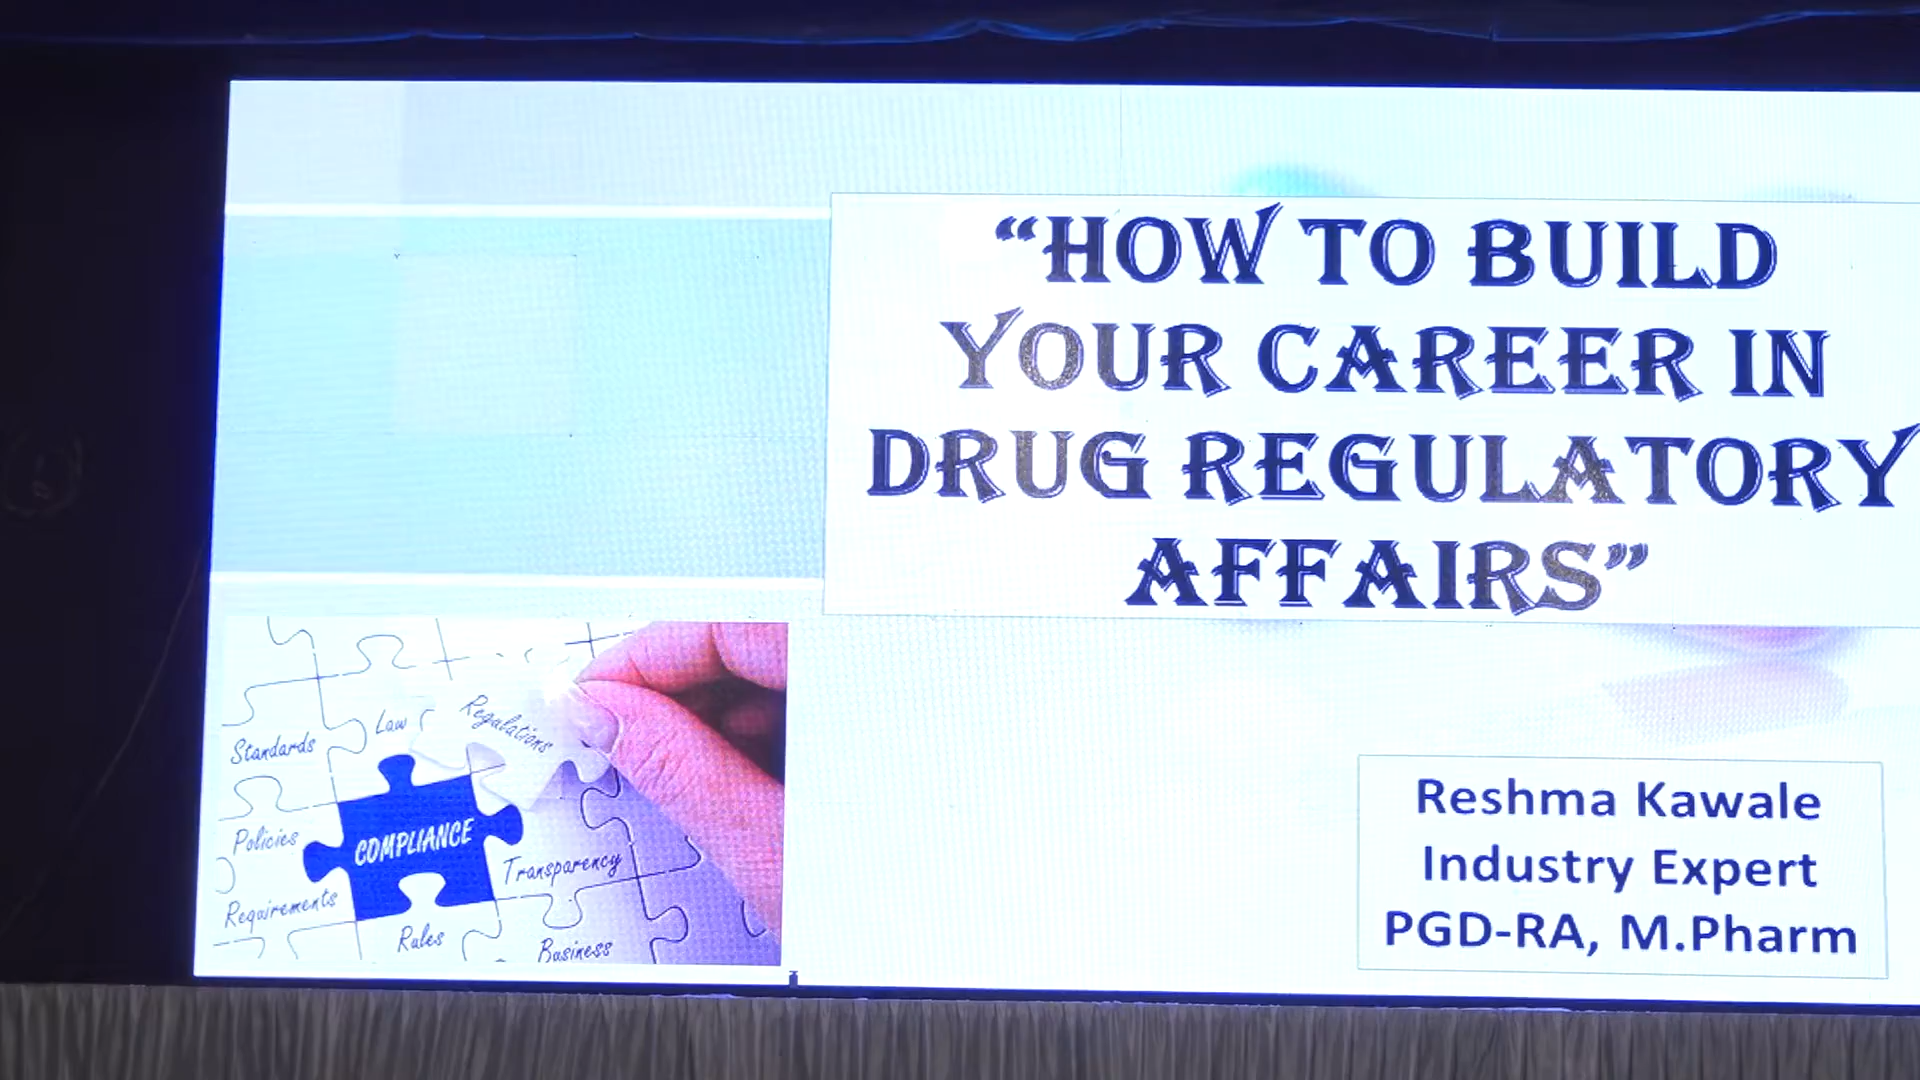 “HOW TO BUILD
YOUR CAREER IN
DRUG REGULATORY
AFFAIRS”
Law
Regulations
Standards
Policies
COMPLIANCE
Transparency
Requirements
Rules
Business
Reshma Kawale
Industry Expert
PGD-RA, M.Pharm